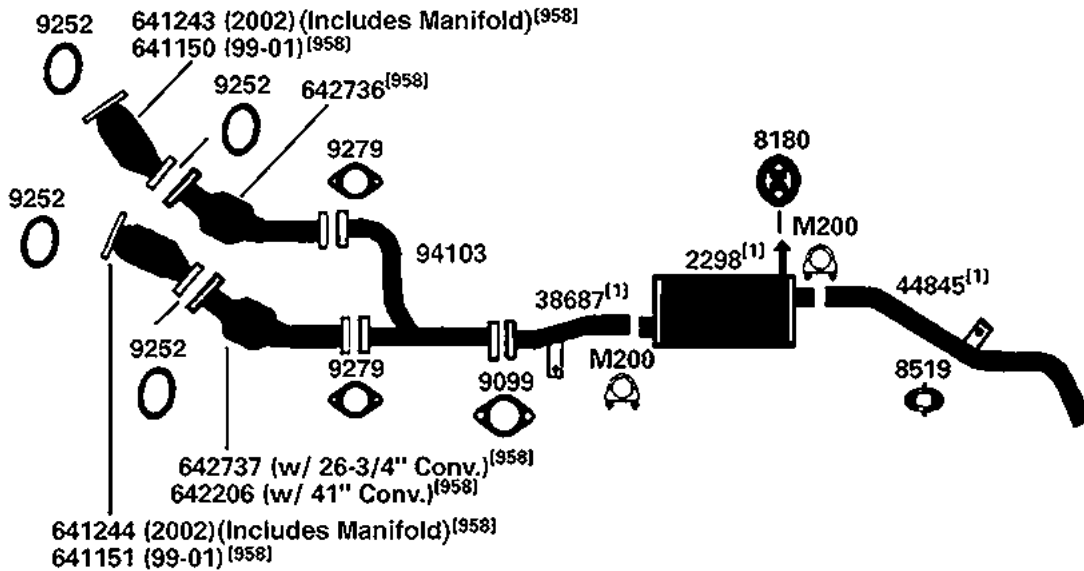 9252
641243 (2002)(Includes Manifold)[958]
641150 (99-01)[958]
9252
642736[958]
9279
8180
9252
M200
94103
2298[1]
38687[1]
44845[1]
9252
9279
9099
M200
8519
642737 (w/ 26-3/4" Conv.)[958]
642206 (w/ 41" Conv.)[958]
641244 (2002)(Includes Manifold)[958]
641151 (99-01)[958]